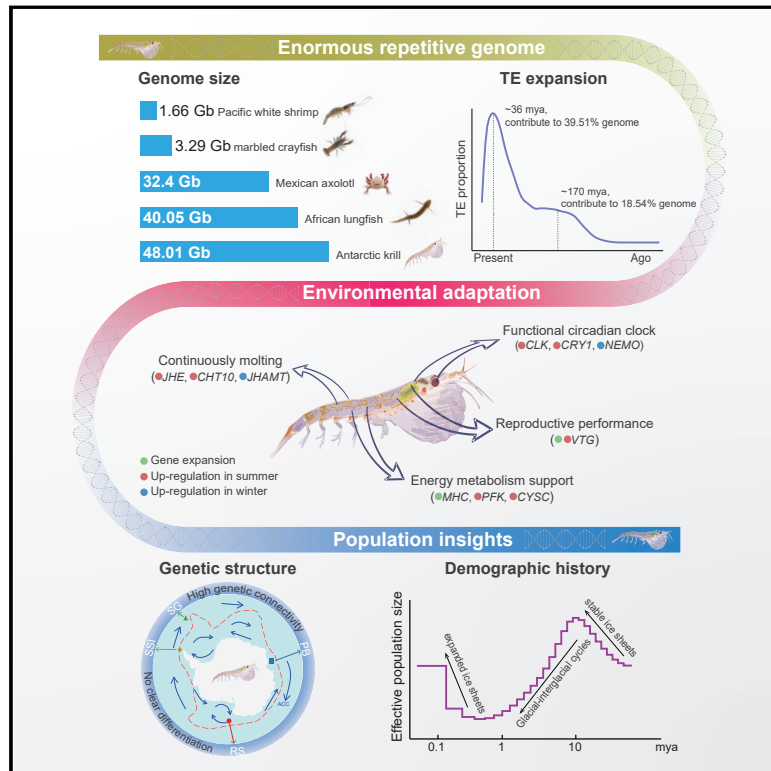 Enormous repetitive genome
Genome size
1.66 Gb Pacific white shrimp
3.29 Gb marbled crayfish
32.4 Gb Mexican axolotl
40.05 Gb African lungfish
48.01 Gb Antarctic krill
TE expansion
TE proportion
~36 mya,
contribute to 39.51% genome
~170 mya,
contribute to 18.54% genome
Present
Ago
Environmental adaptation
Continuously molting
(JHE, CHT10, JHAMT)
Functional circadian clock
(CLK, CRY1, NEMO)
Reproductive performance
(VTG)
Energy metabolism support
(MHC, PFK, CYSC)
Gene expansion
Up-regulation in summer
Up-regulation in winter
Population insights
Genetic structure
High genetic connectivity
No clear differentiation
SG
SSI
PB
RS
ACC
Demographic history
Effective population size
expanded ice sheets
Glacial-interglacial cycles
stable ice sheets
0.1
1
10
mya